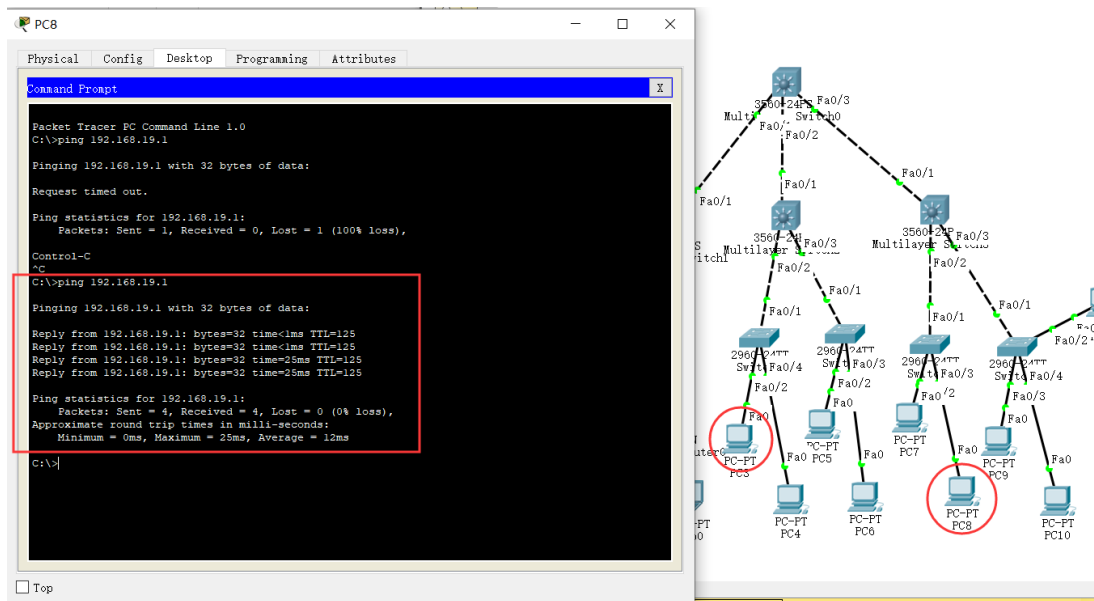 PC8
Physical Config Desktop Programming Attributes
Command Prompt
X
Packet Tracer PC Command Line 1.0
C:\>ping 192.168.19.1
Pinging 192.168.19.1 with 32 bytes of data:
Request timed out.
Ping statistics for 192.168.19.1:
Packets: Sent = 1, Received = 0, Lost = 1 (100% loss),
Control-C
^C
C:\>ping 192.168.19.1
Pinging 192.168.19.1 with 32 bytes of data:
Reply from 192.168.19.1: bytes=32 time<1ms TTL=125
Reply from 192.168.19.1: bytes=32 time<1ms TTL=125
Reply from 192.168.19.1: bytes=32 time=25ms TTL=125
Reply from 192.168.19.1: bytes=32 time=25ms TTL=125
Ping statistics for 192.168.19.1:
Packets: Sent = 4, Received = 4, Lost = 0 (0% loss),
Approximate round trip times in milli-seconds:
Minimum = 0ms, Maximum = 25ms, Average = 12ms
C:\>
Top
Fa0/3
Fa0/2
Fa0/1
Fa0/1
Fa0/1
Fa0/3
Multilayer
Fa0/3
Fa0/2
Fa0/2
Fa0/1
Fa0/1
Fa0/1
Fa0/1
Fa0/2
Fa0/4
Fa0/3
Fa0/3
Fa0/4
Fa0/2
Fa0/2
Fa0/3
Fa0
Fa0
Fa0
PC-PT
PC3
Fa0
PC-PT
PC5
Fa0
PC-PT
PC7
Fa0
PC-PT
PC9
Fa0
PC-PT
PC4
PC-PT
PC6
PC-PT
PC8
PC-PT
PC10